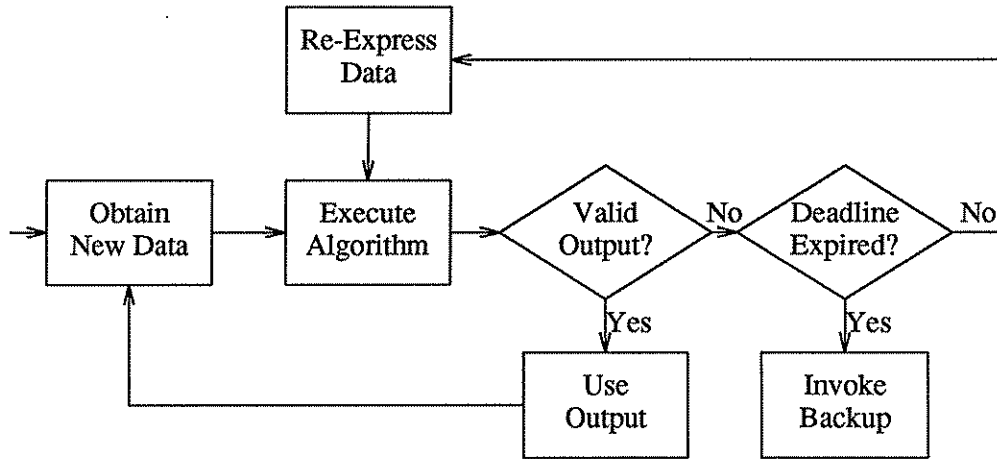 Re-Express
Data
Obtain
New Data
Execute
Algorithm
Valid
Output?
No
Deadline
Expired?
No
Yes
Yes
Use
Output
Invoke
Backup